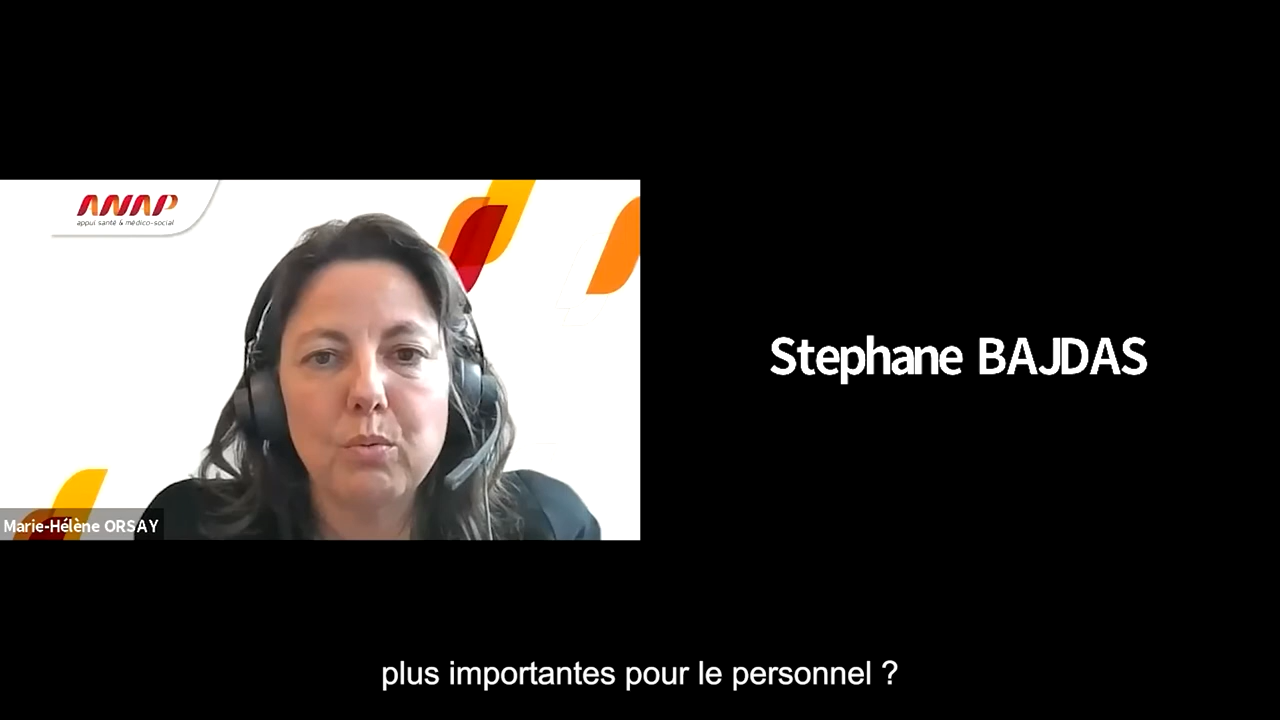 ANAP
appui santé & médico-social
Stephane BAJDAS
Marie-Hélène ORSAY
plus importantes pour le personnel ?